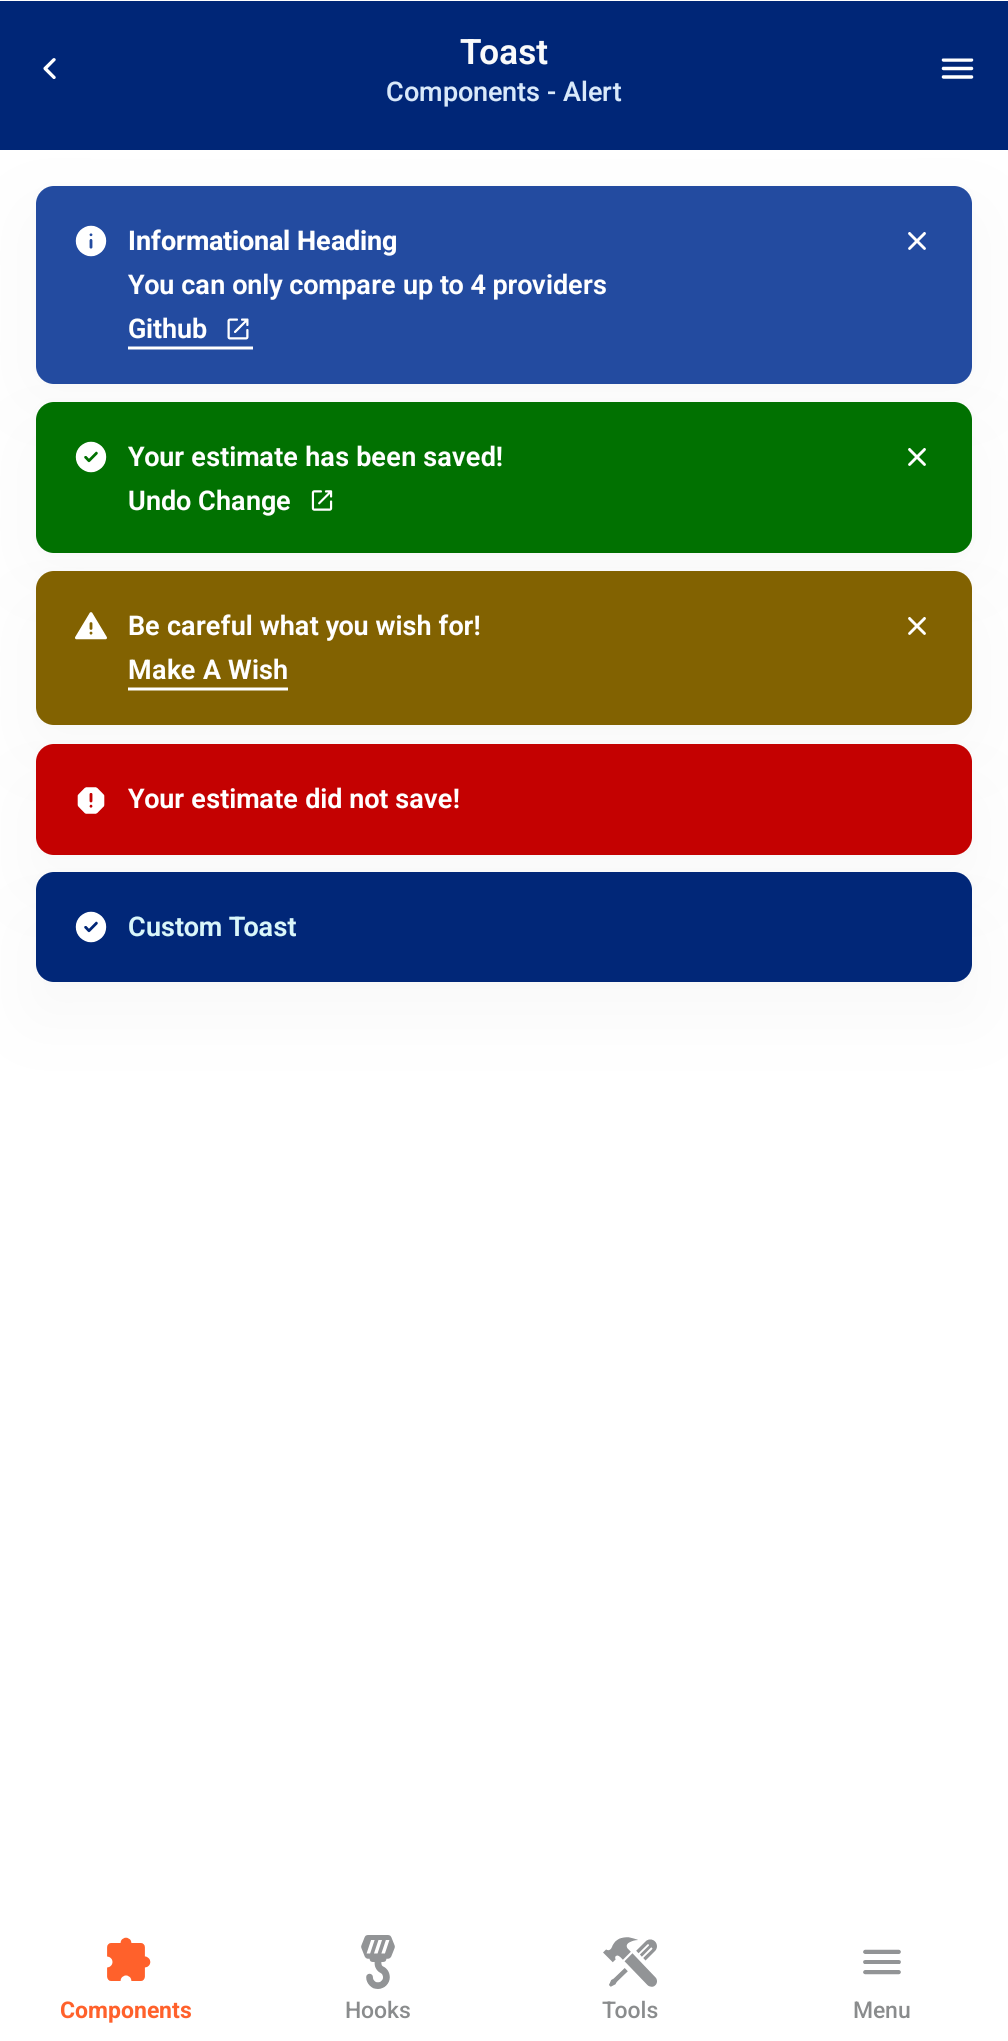 Toast
Components - Alert
Informational Heading
You can only compare up to 4 providers
Github
Your estimate has been saved!
Undo Change
Be careful what you wish for!
Make A Wish
Your estimate did not save!
Custom Toast
Components
Hooks
Tools
Menu